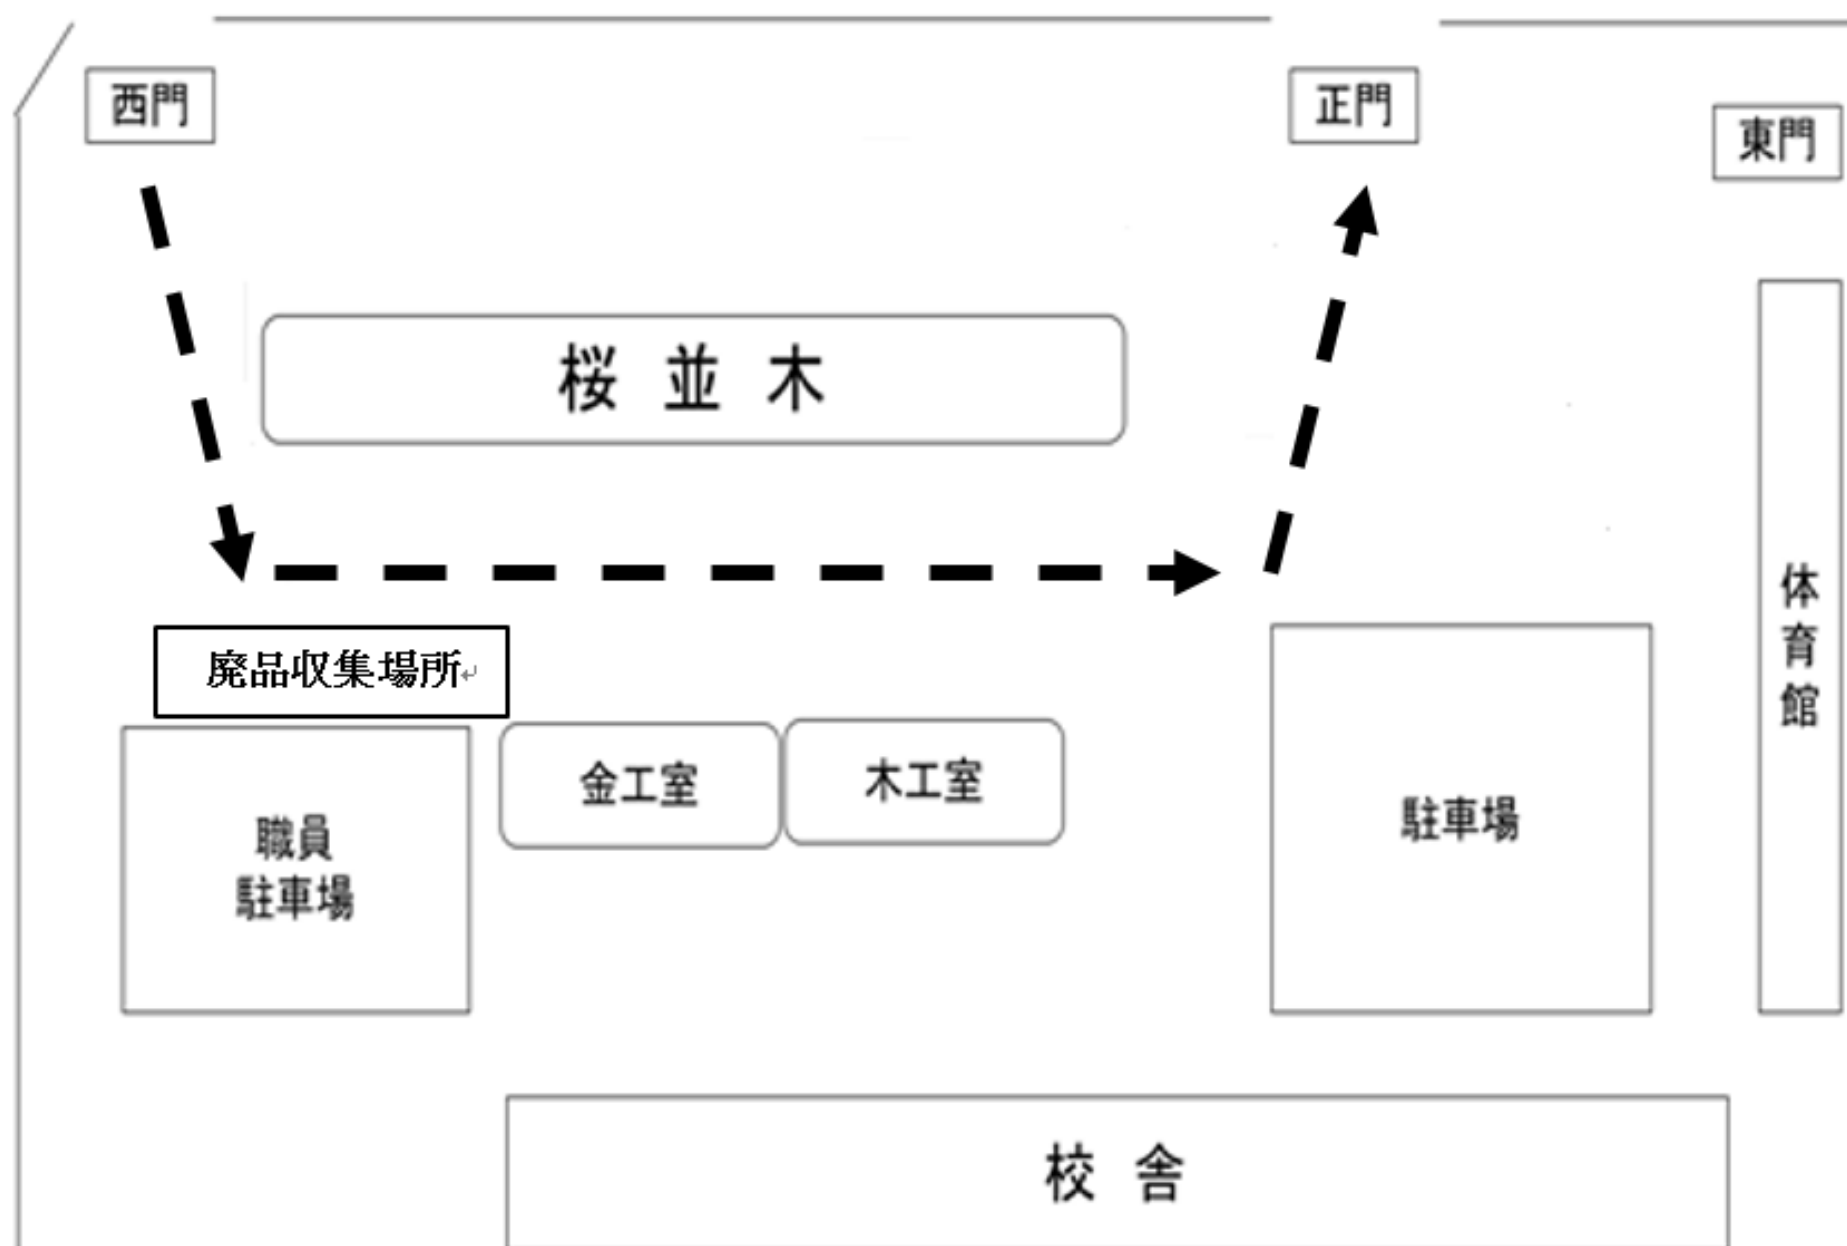 西門
正門
東門
桜並木
体育館
廃品収集場所
金工室
木工室
職員
駐車場
駐車場
校舎